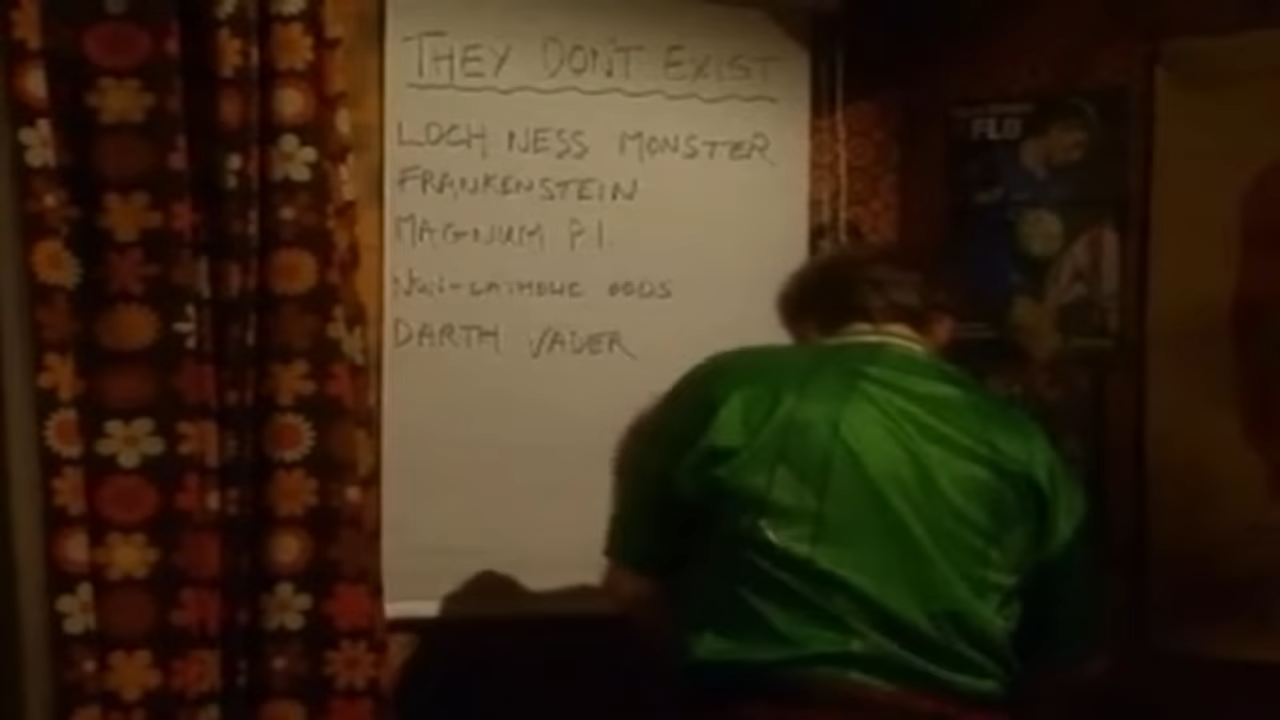 THEY DON'T EXIST
LOCH NESS MONSTER
FRANKENSTEIN
MAGNUM P.I.
NON-CATHOLIC GODS
DARTH VADER